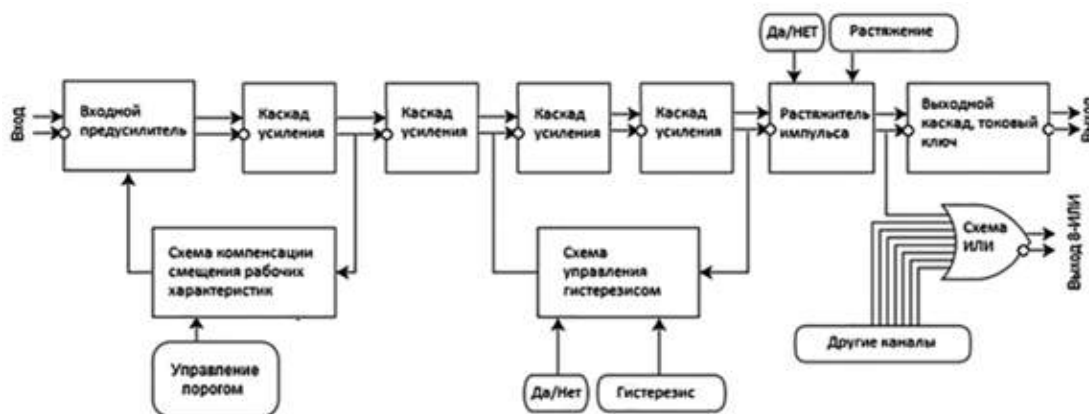 Да/НЕТ
Растяжение
Вход
Входной
предусилитель
Каскад
усиления
Каскад
усиления
Каскад
усиления
Каскад
усиления
Растяжитель
импульса
Выходной
каскад, токовый
ключ
Выход
Схема компенсации
смещения рабочих
характеристик
Схема
управления
гистерезисом
Схема
ИЛИ
Выход 8-ИЛИ
Управление
порогом
Да/Нет
Гистерезис
Другие каналы